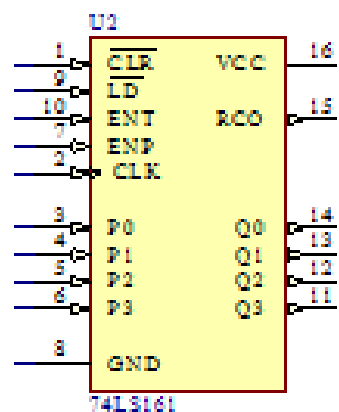 U2
1 CLR VCC 16
9 LD
10 ENT RCO 15
7 ENP
2 CLK
3 P0 Q0 14
4 P1 Q1 13
5 P2 Q2 12
6 P3 Q3 11
8 GND
74LS161